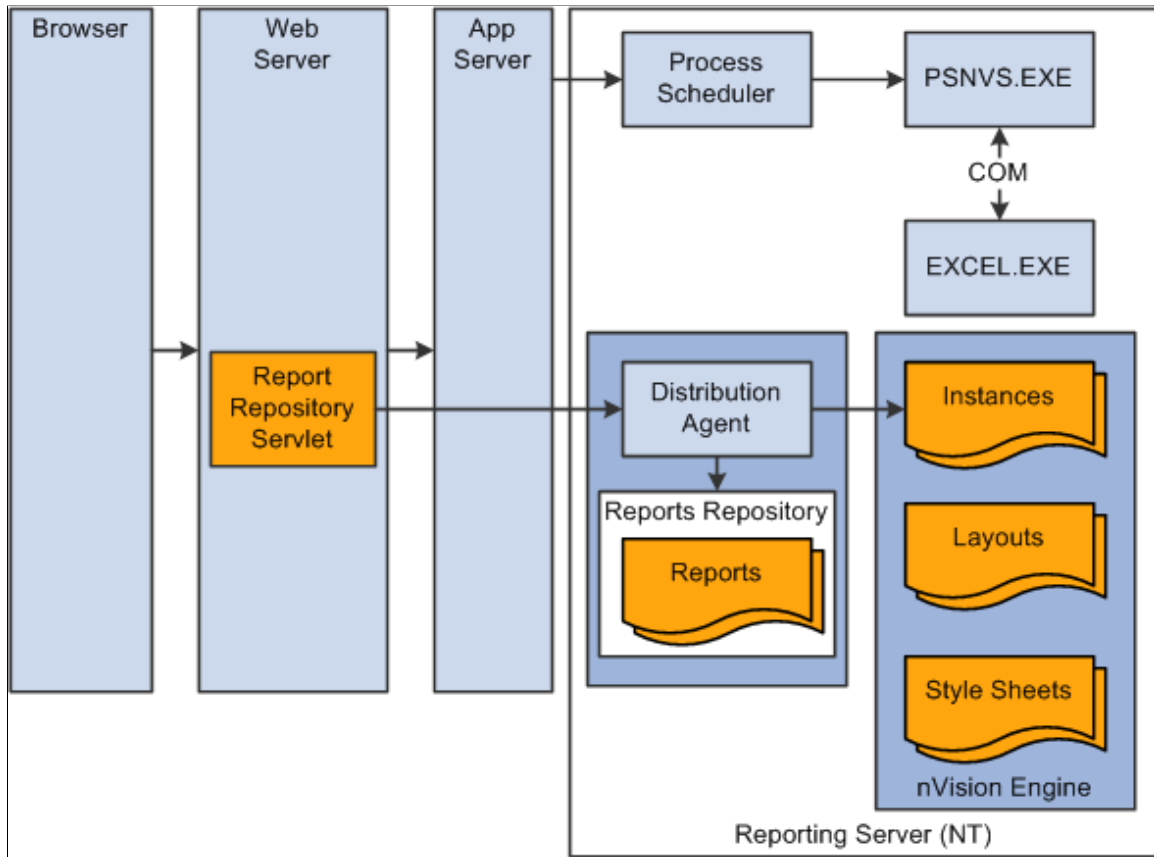 Browser
Web
Server
App
Server
Process
Scheduler
PSNVS.EXE
COM
EXCEL.EXE
Report
Repository
Servlet
Distribution
Agent
Reports Repository
Reports
Instances
Layouts
Style Sheets
nVision Engine
Reporting Server (NT)